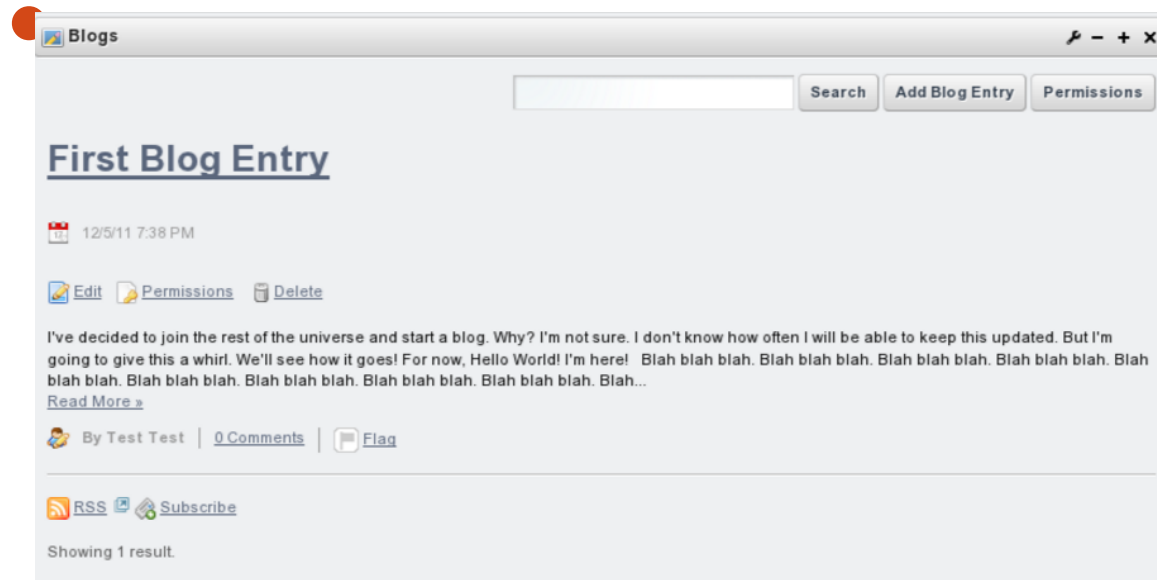 Blogs
Search Add Blog Entry Permissions
First Blog Entry
12/5/11 7:38 PM
Edit Permissions Delete
I've decided to join the rest of the universe and start a blog. Why? I'm not sure. I don't know how often I will be able to keep this updated. But I'm
going to give this a whirl. We'll see how it goes! For now, Hello World! I'm here! Blah blah blah. Blah blah blah. Blah blah blah. Blah blah blah. Blah
blah blah. Blah blah blah. Blah blah blah. Blah blah blah. Blah blah blah. Blah...
Read More »
By Test Test | 0 Comments | Flag
RSS Subscribe
Showing 1 result.